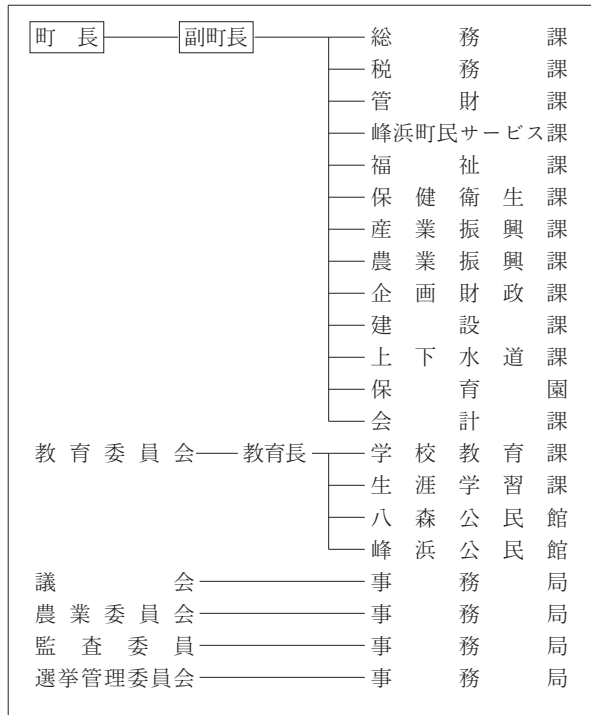 町長 副町長 総務課
税務課
管財課
峰浜町民サービス課
福祉課
保健衛生課
産業振興課
農業振興課
企画財政課
建設課
上下水道課
保育園
会計課
教育委員会 教育長 学校教育課
生涯学習課
八森公民館
峰浜公民館
議会 事務局
農業委員会 事務局
監査委員 事務局
選挙管理委員会 事務局